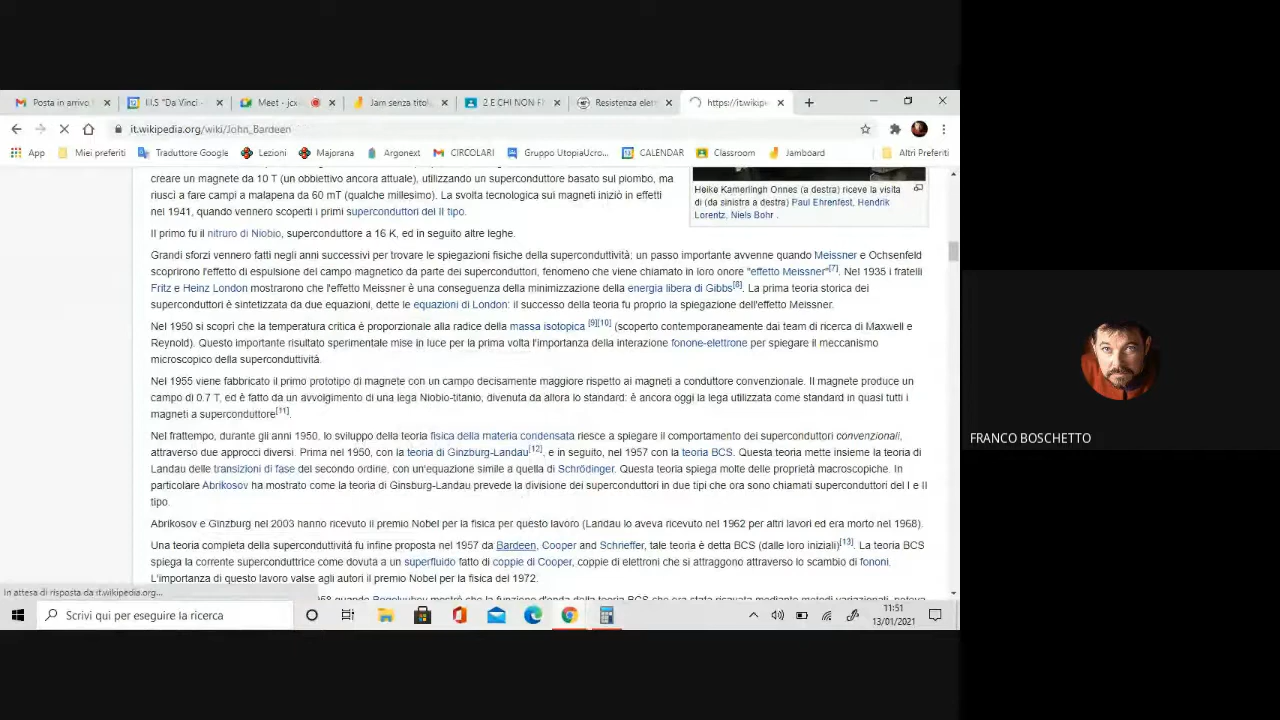 Posta in arrivo
I.I.S "Da Vinci -
Meet - jcx
Jam senza titol
2 E CHI NON F
Resistenza elet
https://it.wikipe
it.wikipedia.org/wiki/John_Bardeen
App
Miei preferiti
Traduttore Google
Lezioni
Majorana
Argonext
CIRCOLARI
Gruppo UtopiaUcro...
CALENDAR
Classroom
Jamboard
Altri Preferiti
creare un magnete da 10 T (un obbiettivo ancora attuale), utilizzando un superconduttore basato sul piombo, ma
riuscì a fare campi a malapena da 60 mT (qualche millesimo). La svolta tecnologica sui magneti iniziò in effetti
nel 1941, quando vennero scoperti i primi superconduttori del II tipo.
Heike Kamerlingh Onnes (a destra) riceve la visita
di (da sinistra a destra) Paul Ehrenfest, Hendrik
Lorentz, Niels Bohr .
Il primo fu il nitruro di Niobio, superconduttore a 16 K, ed in seguito altre leghe.
Grandi sforzi vennero fatti negli anni successivi per trovare le spiegazioni fisiche della superconduttività; un passo importante avvenne quando Meissner e Ochsenfeld
scoprirono l'effetto di espulsione del campo magnetico da parte dei superconduttori, fenomeno che viene chiamato in loro onore "effetto Meissner"[7]. Nel 1935 i fratelli
Fritz e Heinz London mostrarono che l'effetto Meissner è una conseguenza della minimizzazione della energia libera di Gibbs[8]. La prima teoria storica dei
superconduttori è sintetizzata da due equazioni, dette le equazioni di London: il successo della teoria fu proprio la spiegazione dell'effetto Meissner.
Nel 1950 si scoprì che la temperatura critica è proporzionale alla radice della massa isotopica [9][10] (scoperto contemporaneamente dai team di ricerca di Maxwell e
Reynold). Questo importante risultato sperimentale mise in luce per la prima volta l'importanza della interazione fonone-elettrone per spiegare il meccanismo
microscopico della superconduttività.
Nel 1955 viene fabbricato il primo prototipo di magnete con un campo decisamente maggiore rispetto ai magneti a conduttore convenzionale. Il magnete produce un
campo di 0.7 T, ed è fatto da un avvolgimento di una lega Niobio-titanio, divenuta da allora lo standard: è ancora oggi la lega utilizzata come standard in quasi tutti i
magneti a superconduttore[11].
Nel frattempo, durante gli anni 1950, lo sviluppo della teoria fisica della materia condensata riesce a spiegare il comportamento dei superconduttori convenzionali,
attraverso due approcci diversi. Prima nel 1950, con la teoria di Ginzburg-Landau[12], e in seguito, nel 1957 con la teoria BCS. Questa teoria mette insieme la teoria di
Landau delle transizioni di fase del secondo ordine, con un'equazione simile a quella di Schrödinger. Questa teoria spiega molte delle proprietà macroscopiche. In
particolare Abrikosov ha mostrato come la teoria di Ginsburg-Landau prevede la divisione dei superconduttori in due tipi che ora sono chiamati superconduttori del I e II
tipo.
Abrikosov e Ginzburg nel 2003 hanno ricevuto il premio Nobel per la fisica per questo lavoro (Landau lo aveva ricevuto nel 1962 per altri lavori ed era morto nel 1968).
Una teoria completa della superconduttività fu infine proposta nel 1957 da Bardeen, Cooper and Schrieffer, tale teoria è detta BCS (dalle loro iniziali)[13]. La teoria BCS
spiega la corrente superconduttrice come dovuta a un superfluido fatto di coppie di Cooper, coppie di elettroni che si attraggono attraverso lo scambio di fononi.
L'importanza di questo lavoro valse agli autori il premio Nobel per la fisica del 1972.
quando Bogoliubov mostrò che la funzione d'onda della teoria BCS che era stata ricavata mediante metodi variazionali, poteva
In attesa di risposta da it.wikipedia.org...
Scrivi qui per eseguire la ricerca
11:51
13/01/2021
FRANCO BOSCHETTO